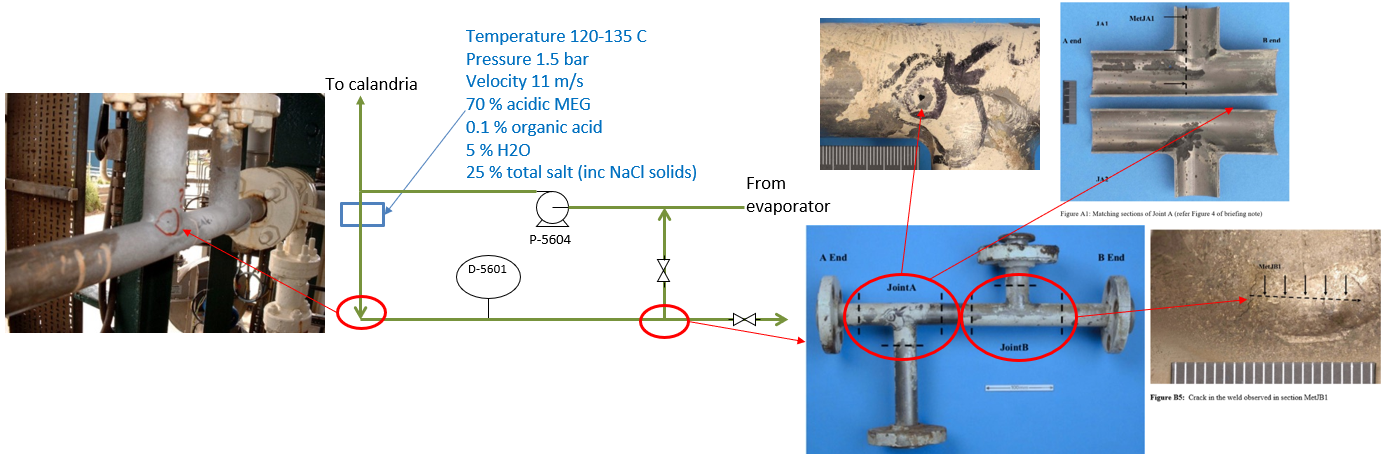 Temperature 120-135 C
Pressure 1.5 bar
Velocity 11 m/s
70 % acidic MEG
0.1 % organic acid
5 % H2O
25 % total salt (inc NaCl solids)
To calandria
From
evaporator
P-5604
D-5601
JA1
MetJA1
A end
B end
JA2
Figure A1: Matching sections of Joint A (refer Figure 4 of briefing note)
A End
B End
JointA
JointB
MetJB1
Figure B5: Crack in the weld observed in section MetJB1